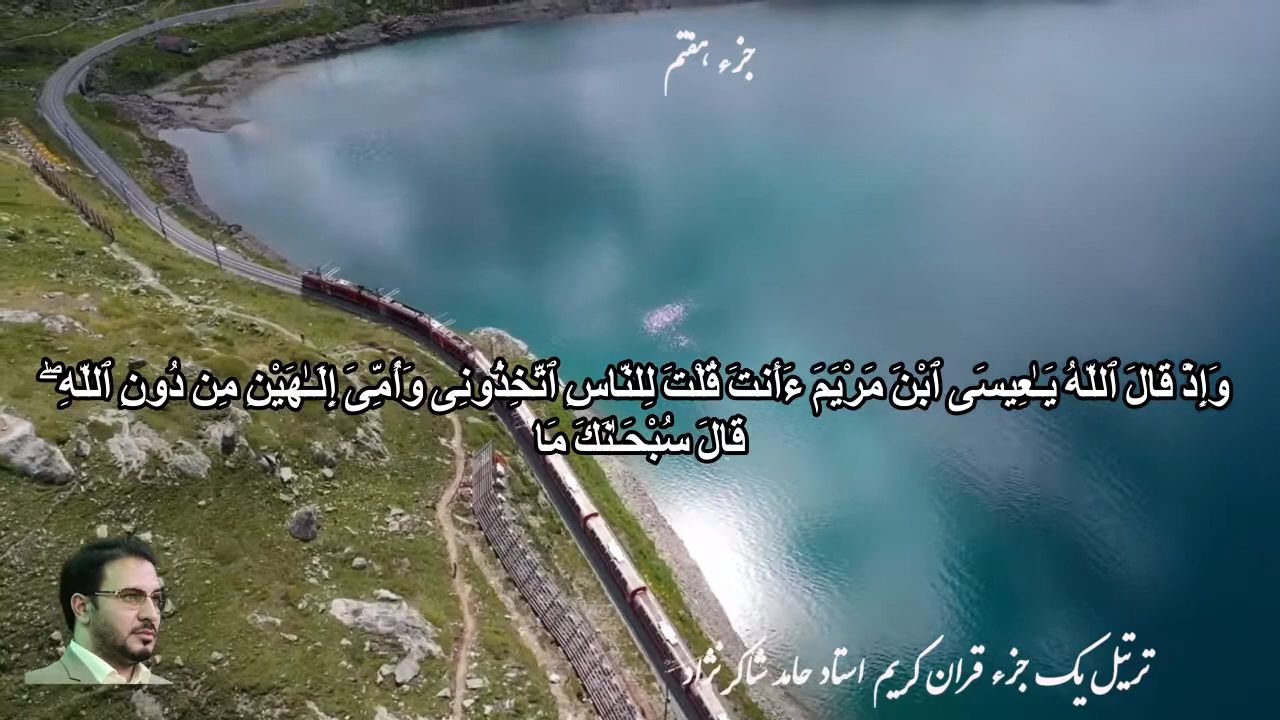 جزء هفتم
وَإِذْ قَالَ ٱللَّهُ يَـٰعِيسَى ٱبْنَ مَرْيَمَ ءَأَنتَ قُلْتَ لِلنَّاسِ ٱتَّخِذُونِى وَأُمِّىَ إِلَـٰهَيْنِ مِن دُونِ ٱللَّهِ ۖ
قَالَ سُبْحَـٰنَكَ مَا
ترتیل یک جزء قران کریم استاد حامد شاکرنژاد